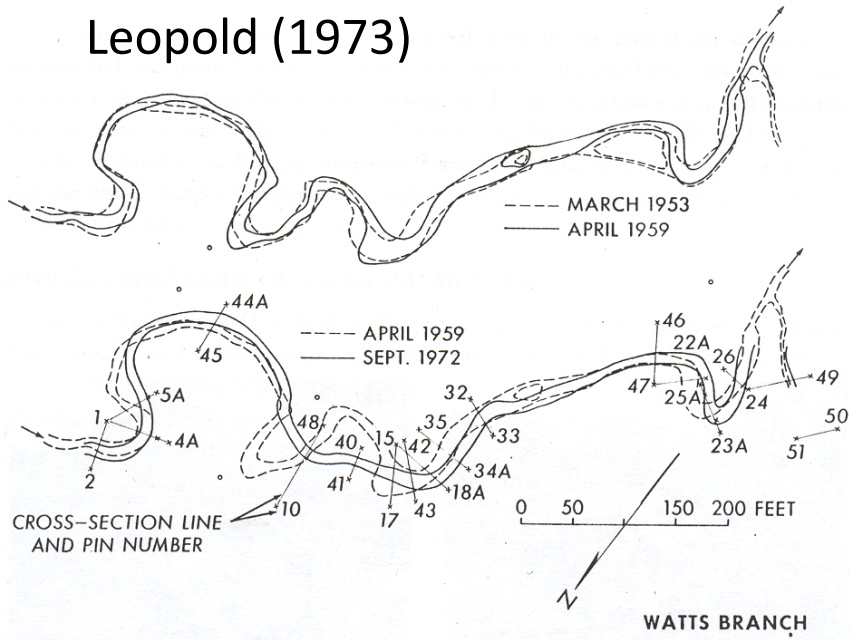 Leopold (1973)
MARCH 1953
APRIL 1959
44A
APRIL 1959
SEPT. 1972
45
46
22A
26
47
25A
24
49
50
51
23A
5A
1
4A
2
48
40
15
42
35
32
33
34A
18A
41
17
43
10
CROSS–SECTION LINE
AND PIN NUMBER
0 50 100 150 200 FEET
N
WATTS BRANCH